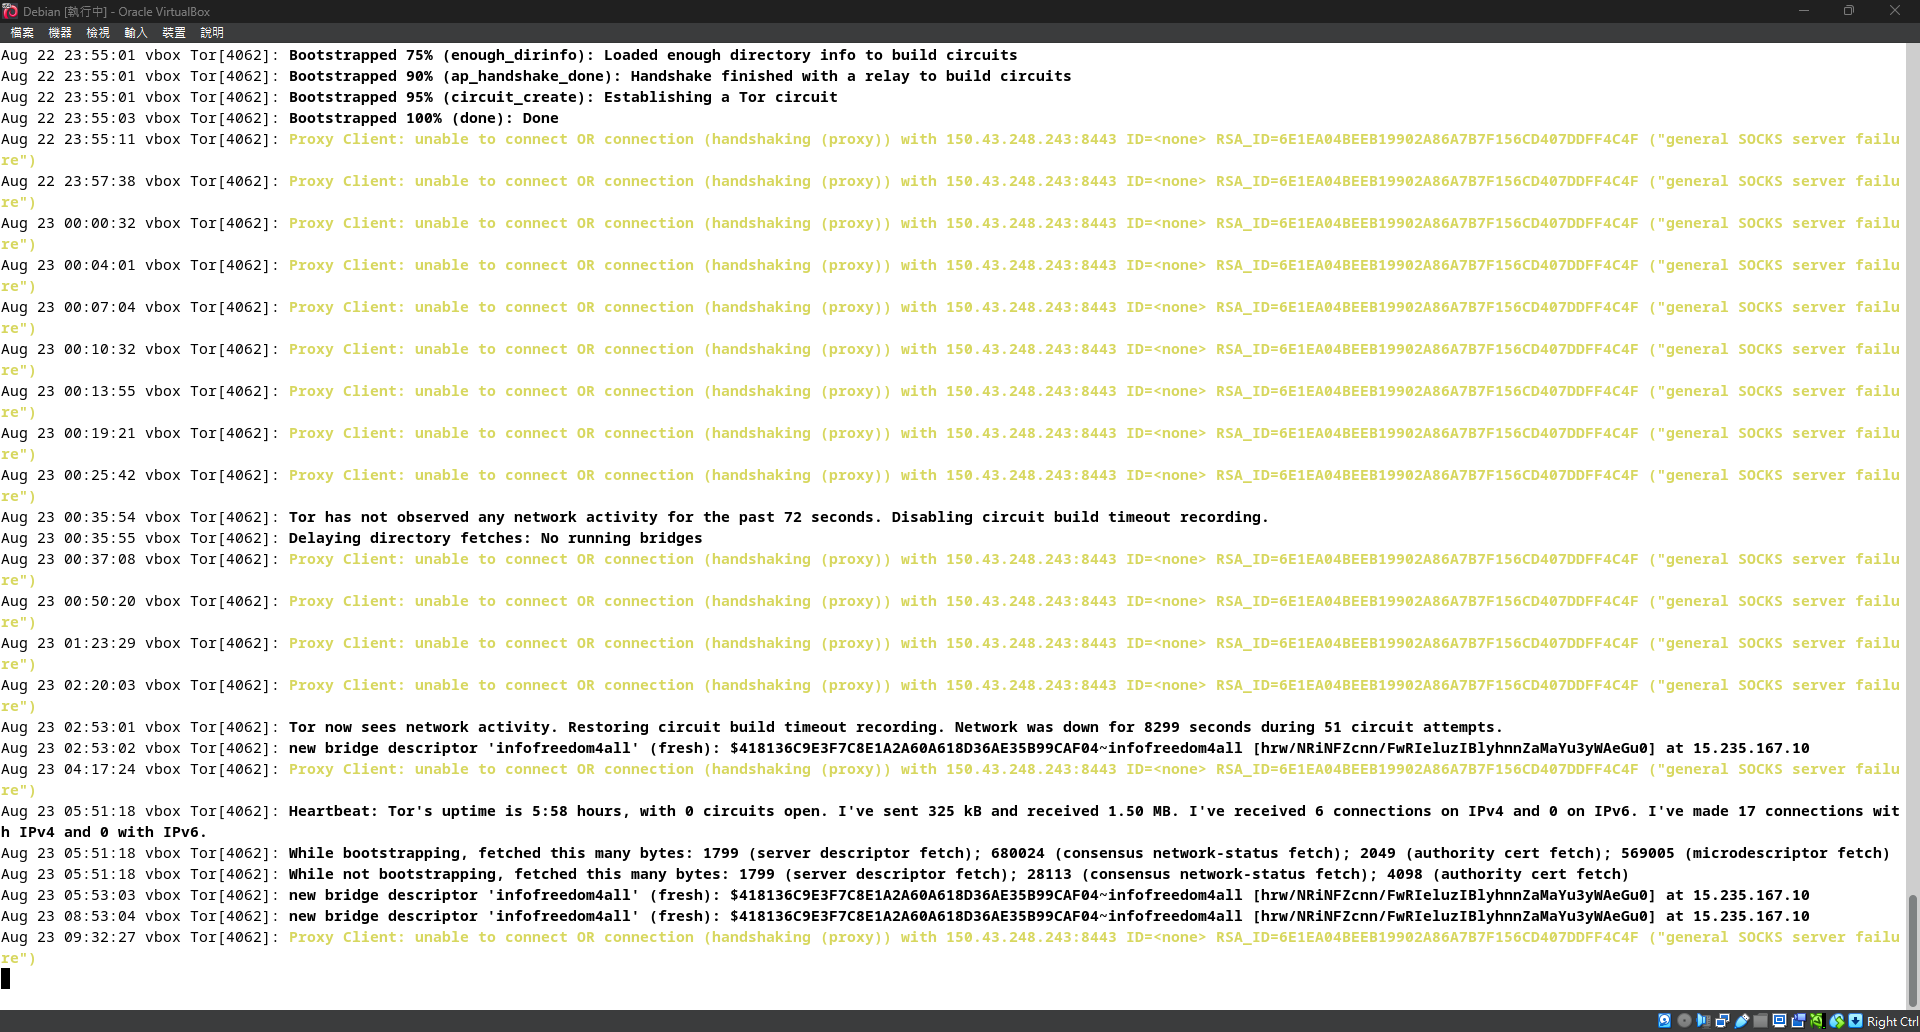 Debian [執行中] - Oracle VirtualBox
檔案 機器 檢視 輸入 裝置 說明
Aug 22 23:55:01 vbox Tor[4062]: Bootstrapped 75% (enough_dirinfo): Loaded enough directory info to build circuits
Aug 22 23:55:01 vbox Tor[4062]: Bootstrapped 90% (ap_handshake_done): Handshake finished with a relay to build circuits
Aug 22 23:55:01 vbox Tor[4062]: Bootstrapped 95% (circuit_create): Establishing a Tor circuit
Aug 22 23:55:03 vbox Tor[4062]: Bootstrapped 100% (done): Done
Aug 22 23:55:11 vbox Tor[4062]: Proxy Client: unable to connect OR connection (handshaking (proxy)) with 150.43.248.243:8443 ID=<none> RSA_ID=6E1EA04BEEB19902A86A7B7F156CD407DDFF4C4F ("general SOCKS server failu
re")
Aug 22 23:57:38 vbox Tor[4062]: Proxy Client: unable to connect OR connection (handshaking (proxy)) with 150.43.248.243:8443 ID=<none> RSA_ID=6E1EA04BEEB19902A86A7B7F156CD407DDFF4C4F ("general SOCKS server failu
re")
Aug 23 00:00:32 vbox Tor[4062]: Proxy Client: unable to connect OR connection (handshaking (proxy)) with 150.43.248.243:8443 ID=<none> RSA_ID=6E1EA04BEEB19902A86A7B7F156CD407DDFF4C4F ("general SOCKS server failu
re")
Aug 23 00:04:01 vbox Tor[4062]: Proxy Client: unable to connect OR connection (handshaking (proxy)) with 150.43.248.243:8443 ID=<none> RSA_ID=6E1EA04BEEB19902A86A7B7F156CD407DDFF4C4F ("general SOCKS server failu
re")
Aug 23 00:07:04 vbox Tor[4062]: Proxy Client: unable to connect OR connection (handshaking (proxy)) with 150.43.248.243:8443 ID=<none> RSA_ID=6E1EA04BEEB19902A86A7B7F156CD407DDFF4C4F ("general SOCKS server failu
re")
Aug 23 00:10:32 vbox Tor[4062]: Proxy Client: unable to connect OR connection (handshaking (proxy)) with 150.43.248.243:8443 ID=<none> RSA_ID=6E1EA04BEEB19902A86A7B7F156CD407DDFF4C4F ("general SOCKS server failu
re")
Aug 23 00:13:55 vbox Tor[4062]: Proxy Client: unable to connect OR connection (handshaking (proxy)) with 150.43.248.243:8443 ID=<none> RSA_ID=6E1EA04BEEB19902A86A7B7F156CD407DDFF4C4F ("general SOCKS server failu
re")
Aug 23 00:19:21 vbox Tor[4062]: Proxy Client: unable to connect OR connection (handshaking (proxy)) with 150.43.248.243:8443 ID=<none> RSA_ID=6E1EA04BEEB19902A86A7B7F156CD407DDFF4C4F ("general SOCKS server failu
re")
Aug 23 00:25:42 vbox Tor[4062]: Proxy Client: unable to connect OR connection (handshaking (proxy)) with 150.43.248.243:8443 ID=<none> RSA_ID=6E1EA04BEEB19902A86A7B7F156CD407DDFF4C4F ("general SOCKS server failu
re")
Aug 23 00:35:54 vbox Tor[4062]: Tor has not observed any network activity for the past 72 seconds. Disabling circuit build timeout recording.
Aug 23 00:35:55 vbox Tor[4062]: Delaying directory fetches: No running bridges
Aug 23 00:37:08 vbox Tor[4062]: Proxy Client: unable to connect OR connection (handshaking (proxy)) with 150.43.248.243:8443 ID=<none> RSA_ID=6E1EA04BEEB19902A86A7B7F156CD407DDFF4C4F ("general SOCKS server failu
re")
Aug 23 00:50:20 vbox Tor[4062]: Proxy Client: unable to connect OR connection (handshaking (proxy)) with 150.43.248.243:8443 ID=<none> RSA_ID=6E1EA04BEEB19902A86A7B7F156CD407DDFF4C4F ("general SOCKS server failu
re")
Aug 23 01:23:29 vbox Tor[4062]: Proxy Client: unable to connect OR connection (handshaking (proxy)) with 150.43.248.243:8443 ID=<none> RSA_ID=6E1EA04BEEB19902A86A7B7F156CD407DDFF4C4F ("general SOCKS server failu
re")
Aug 23 02:20:03 vbox Tor[4062]: Proxy Client: unable to connect OR connection (handshaking (proxy)) with 150.43.248.243:8443 ID=<none> RSA_ID=6E1EA04BEEB19902A86A7B7F156CD407DDFF4C4F ("general SOCKS server failu
re")
Aug 23 02:53:01 vbox Tor[4062]: Tor now sees network activity. Restoring circuit build timeout recording. Network was down for 8299 seconds during 51 circuit attempts.
Aug 23 02:53:02 vbox Tor[4062]: new bridge descriptor 'infofreedom4all' (fresh): $418136C9E3F7C8E1A2A60A618D36AE35B99CAF04~infofreedom4all [hrw/NRiNFZcnn/FwRIeluzIBlyhnnZaMaYu3yWAeGu0] at 15.235.167.10
Aug 23 04:17:24 vbox Tor[4062]: Proxy Client: unable to connect OR connection (handshaking (proxy)) with 150.43.248.243:8443 ID=<none> RSA_ID=6E1EA04BEEB19902A86A7B7F156CD407DDFF4C4F ("general SOCKS server failu
re")
Aug 23 05:51:18 vbox Tor[4062]: Heartbeat: Tor's uptime is 5:58 hours, with 0 circuits open. I've sent 325 kB and received 1.50 MB. I've received 6 connections on IPv4 and 0 on IPv6. I've made 17 connections wit
h IPv4 and 0 with IPv6.
Aug 23 05:51:18 vbox Tor[4062]: While bootstrapping, fetched this many bytes: 1799 (server descriptor fetch); 680024 (consensus network-status fetch); 2049 (authority cert fetch); 569005 (microdescriptor fetch)
Aug 23 05:51:18 vbox Tor[4062]: While not bootstrapping, fetched this many bytes: 1799 (server descriptor fetch); 28113 (consensus network-status fetch); 4098 (authority cert fetch)
Aug 23 05:53:03 vbox Tor[4062]: new bridge descriptor 'infofreedom4all' (fresh): $418136C9E3F7C8E1A2A60A618D36AE35B99CAF04~infofreedom4all [hrw/NRiNFZcnn/FwRIeluzIBlyhnnZaMaYu3yWAeGu0] at 15.235.167.10
Aug 23 08:53:04 vbox Tor[4062]: new bridge descriptor 'infofreedom4all' (fresh): $418136C9E3F7C8E1A2A60A618D36AE35B99CAF04~infofreedom4all [hrw/NRiNFZcnn/FwRIeluzIBlyhnnZaMaYu3yWAeGu0] at 15.235.167.10
Aug 23 09:32:27 vbox Tor[4062]: Proxy Client: unable to connect OR connection (handshaking (proxy)) with 150.43.248.243:8443 ID=<none> RSA_ID=6E1EA04BEEB19902A86A7B7F156CD407DDFF4C4F ("general SOCKS server failu
re")
Right Ctrl